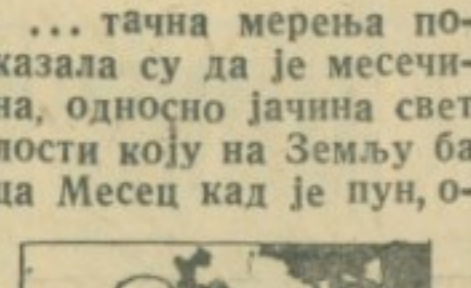 ... тачна мерења по-
казала су да је месечи-
на, односно јачина свет
лости коју на Земљу ба
ца Месец кад је пун, о-